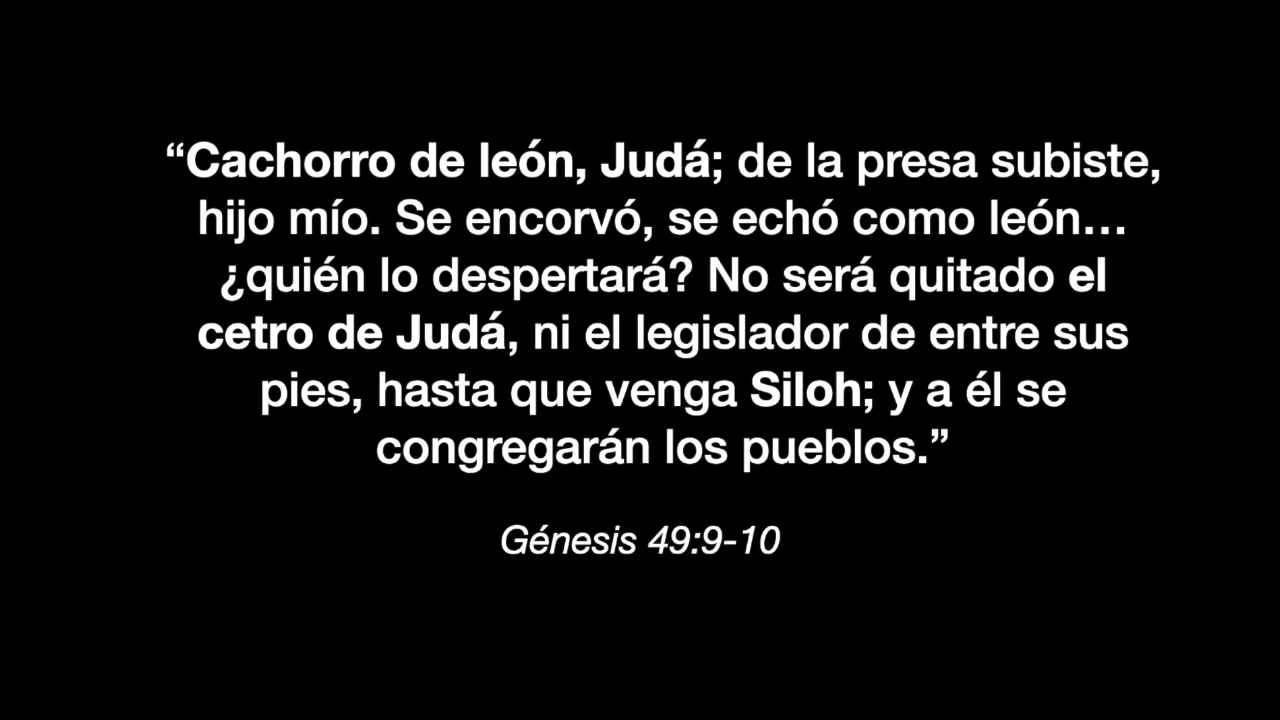 “Cachorro de león, Judá; de la presa subiste,
hijo mío. Se encorvó, se echó como león...
¿quién lo despertará? No será quitado el
cetro de Judá, ni el legislador de entre sus
pies, hasta que venga Siloh; y a él se
congregarán los pueblos.”
Génesis 49:9-10